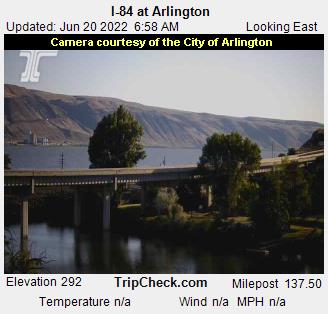 I-84 at Arlington
Updated: Jun 20 2022 6:58 AM Looking East
Camera courtesy of the City of Arlington
Elevation 292 TripCheck.com Milepost 137.50
Temperature n/a Wind n/a MPH n/a